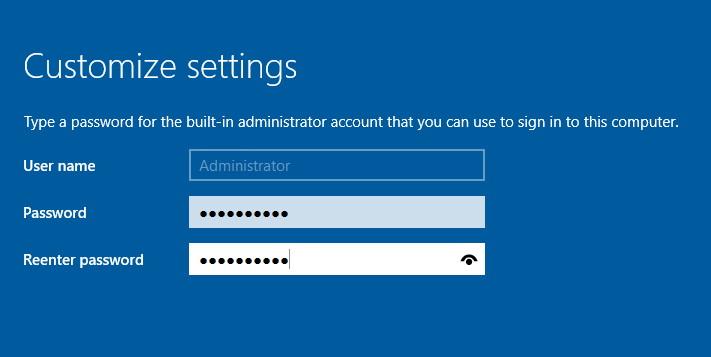 Customize settings
Type a password for the built-in administrator account that you can use to sign in to this computer.
User name
Administrator
Password
●●●●●●●●●●
Reenter password
●●●●●●●●●●